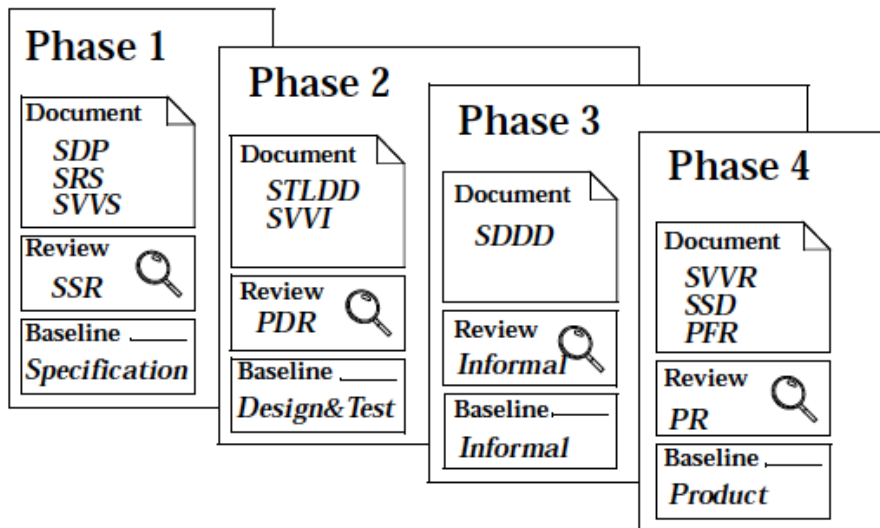 Phase 1
Document
SDP
SRS
SVVS
Review
SSR
Baseline
Specification
Phase 2
Document
STLDD
SVVI
Review
PDR
Baseline
Design&Test
Phase 3
Document
SDDD
Review
Informal
Baseline
Informal
Phase 4
Document
SVVR
SSD
PFR
Review
PR
Baseline
Product